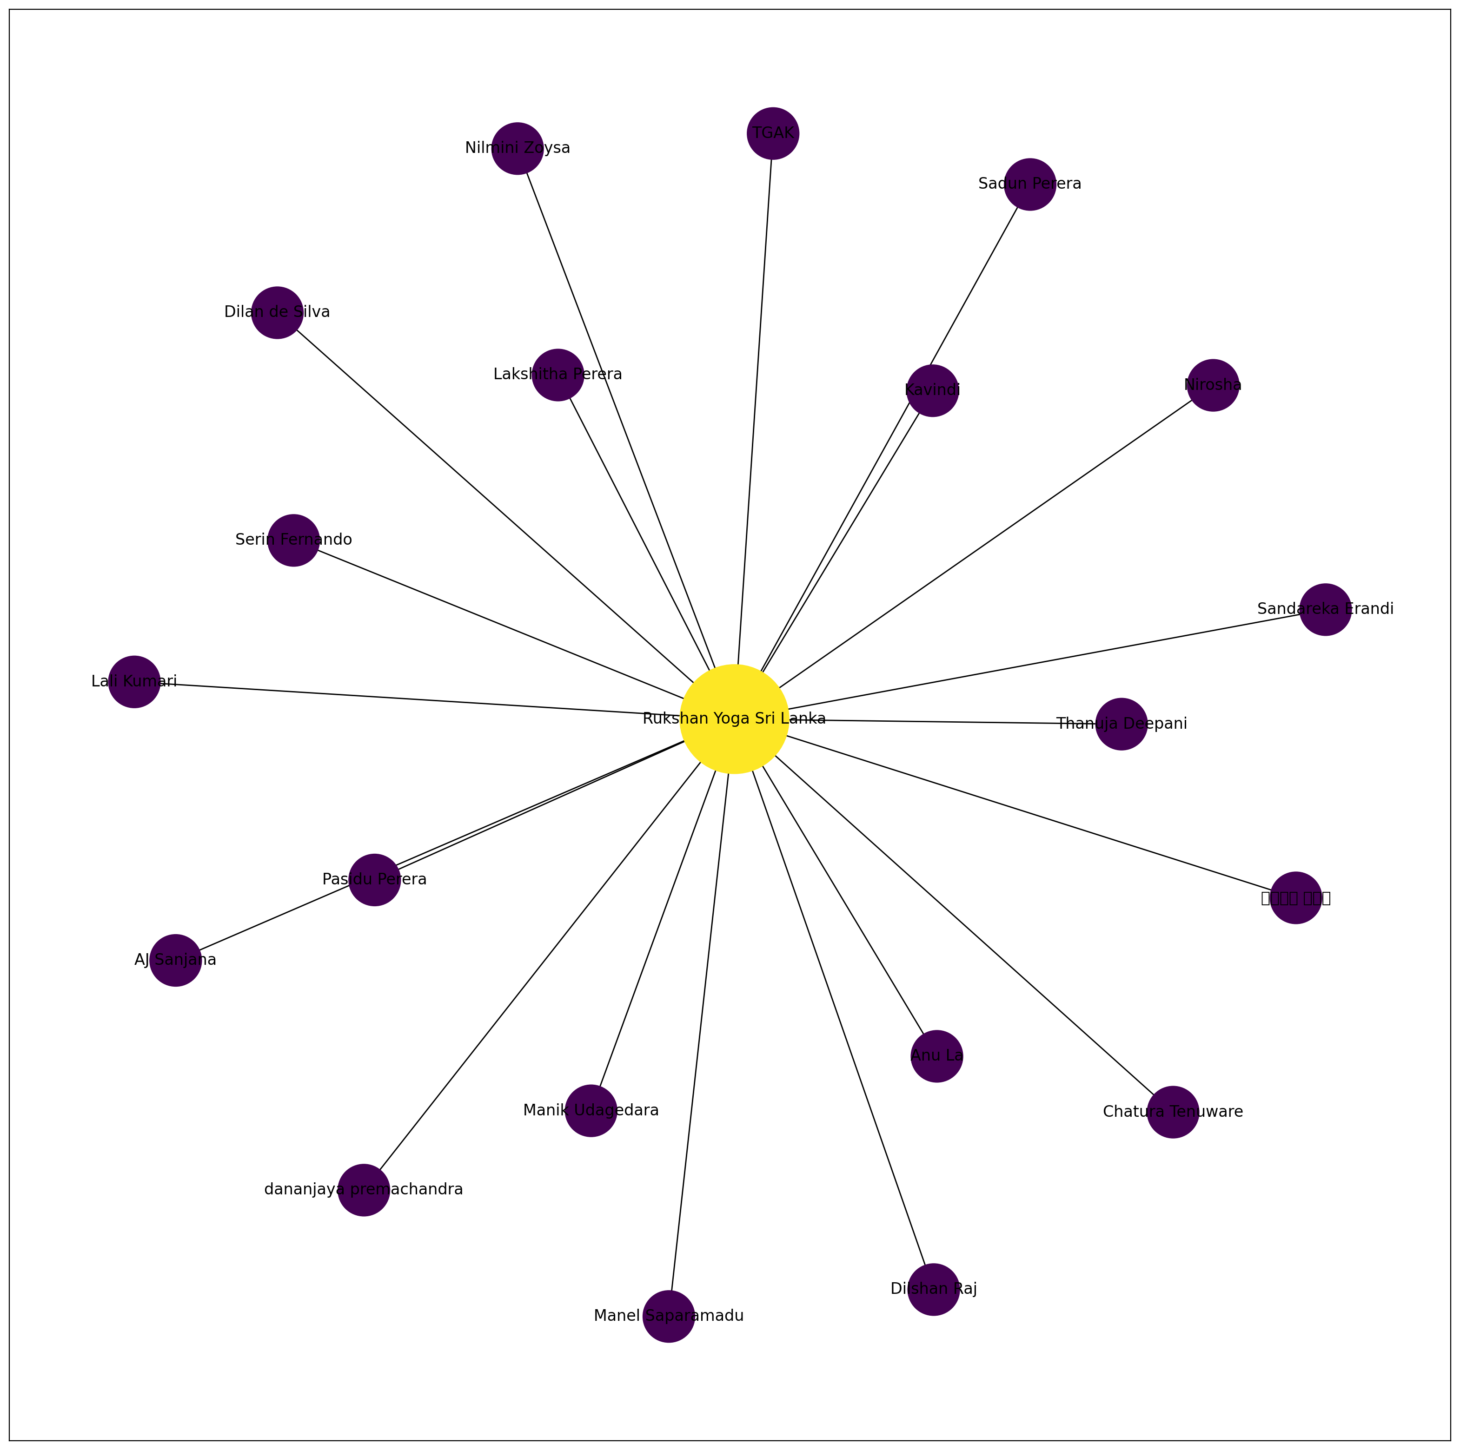 TGAK
Nilmini Zoysa
Sadun Perera
Dilan de Silva
Lakshitha Perera
Kavindi
Nirosha
Serin Fernando
Sandareka Erandi
Lali Kumari
Rukshan Yoga Sri Lanka
Thanuja Deepani
Pasidu Perera
AJ Sanjana
Anu La
Manik Udagedara
Chatura Tenuware
dananjaya premachandra
Dilshan Raj
Manel Saparamadu